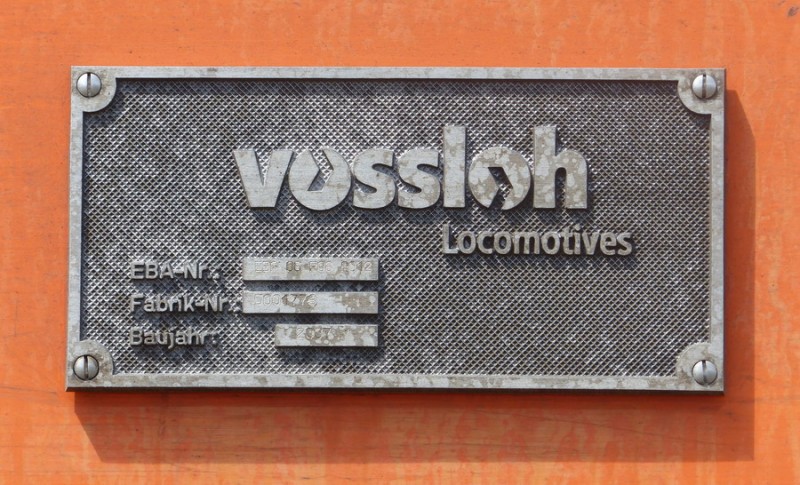 vossloh
Locomotives
EBA-Nr.:
Fabrik-Nr.:
Baujahr: